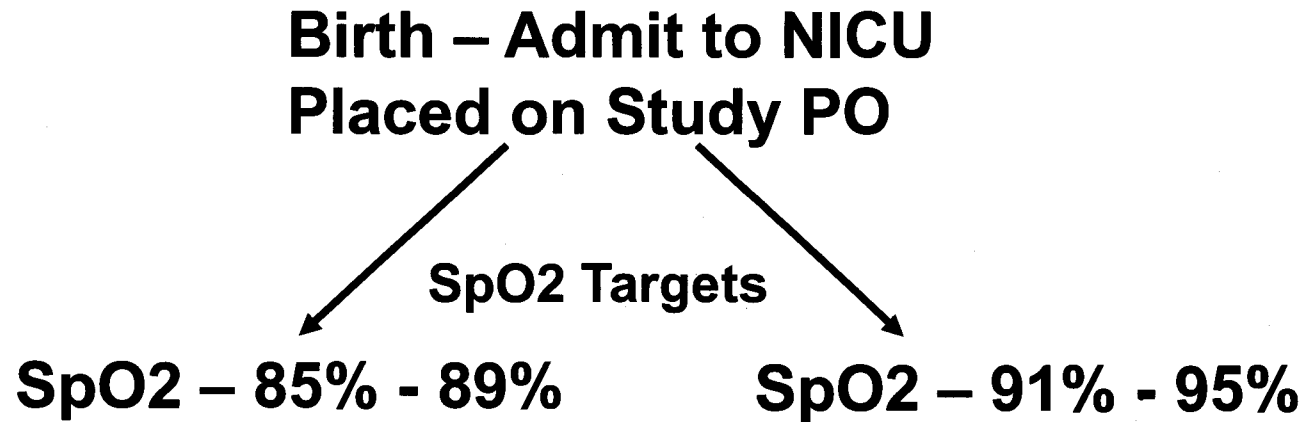 Birth – Admit to NICU
Placed on Study PO
SpO2 Targets
SpO2 – 85% - 89%
SpO2 – 91% - 95%